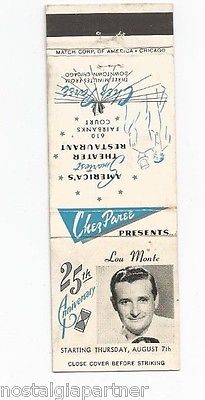 MATCH CORP. OF AMERICA • CHICAGO
Chez Paree
THREE MINUTES FROM
DOWNTOWN CHICAGO
610
FAIRBANKS
COURT
AMERICA'S
Smartest
THEATER
RESTAURANT
Chez Paree
PRESENTS..
Lou Monte
25th
Anniversary
STARTING THURSDAY, AUGUST 7th
CLOSE COVER BEFORE STRIKING
© nostalgiapartner